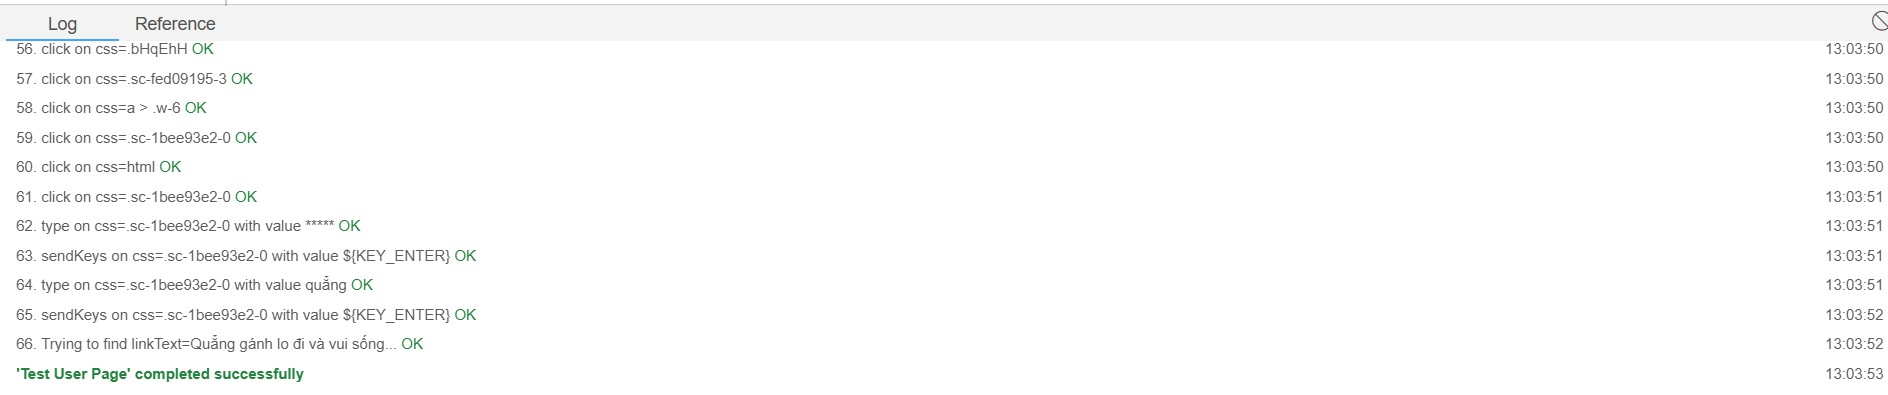 Log Reference
56. click on css=.bHqEhH OK 13:03:50
57. click on css=.sc-fed09195-3 OK 13:03:50
58. click on css=a > .w-6 OK 13:03:50
59. click on css=.sc-1bee93e2-0 OK 13:03:50
60. click on css=html OK 13:03:50
61. click on css=.sc-1bee93e2-0 OK 13:03:51
62. type on css=.sc-1bee93e2-0 with value ***** OK 13:03:51
63. sendKeys on css=.sc-1bee93e2-0 with value ${KEY_ENTER} OK 13:03:51
64. type on css=.sc-1bee93e2-0 with value quẳng OK 13:03:51
65. sendKeys on css=.sc-1bee93e2-0 with value ${KEY_ENTER} OK 13:03:52
66. Trying to find linkText=Quẳng gánh lo đi và vui sống... OK 13:03:52
'Test User Page' completed successfully 13:03:53